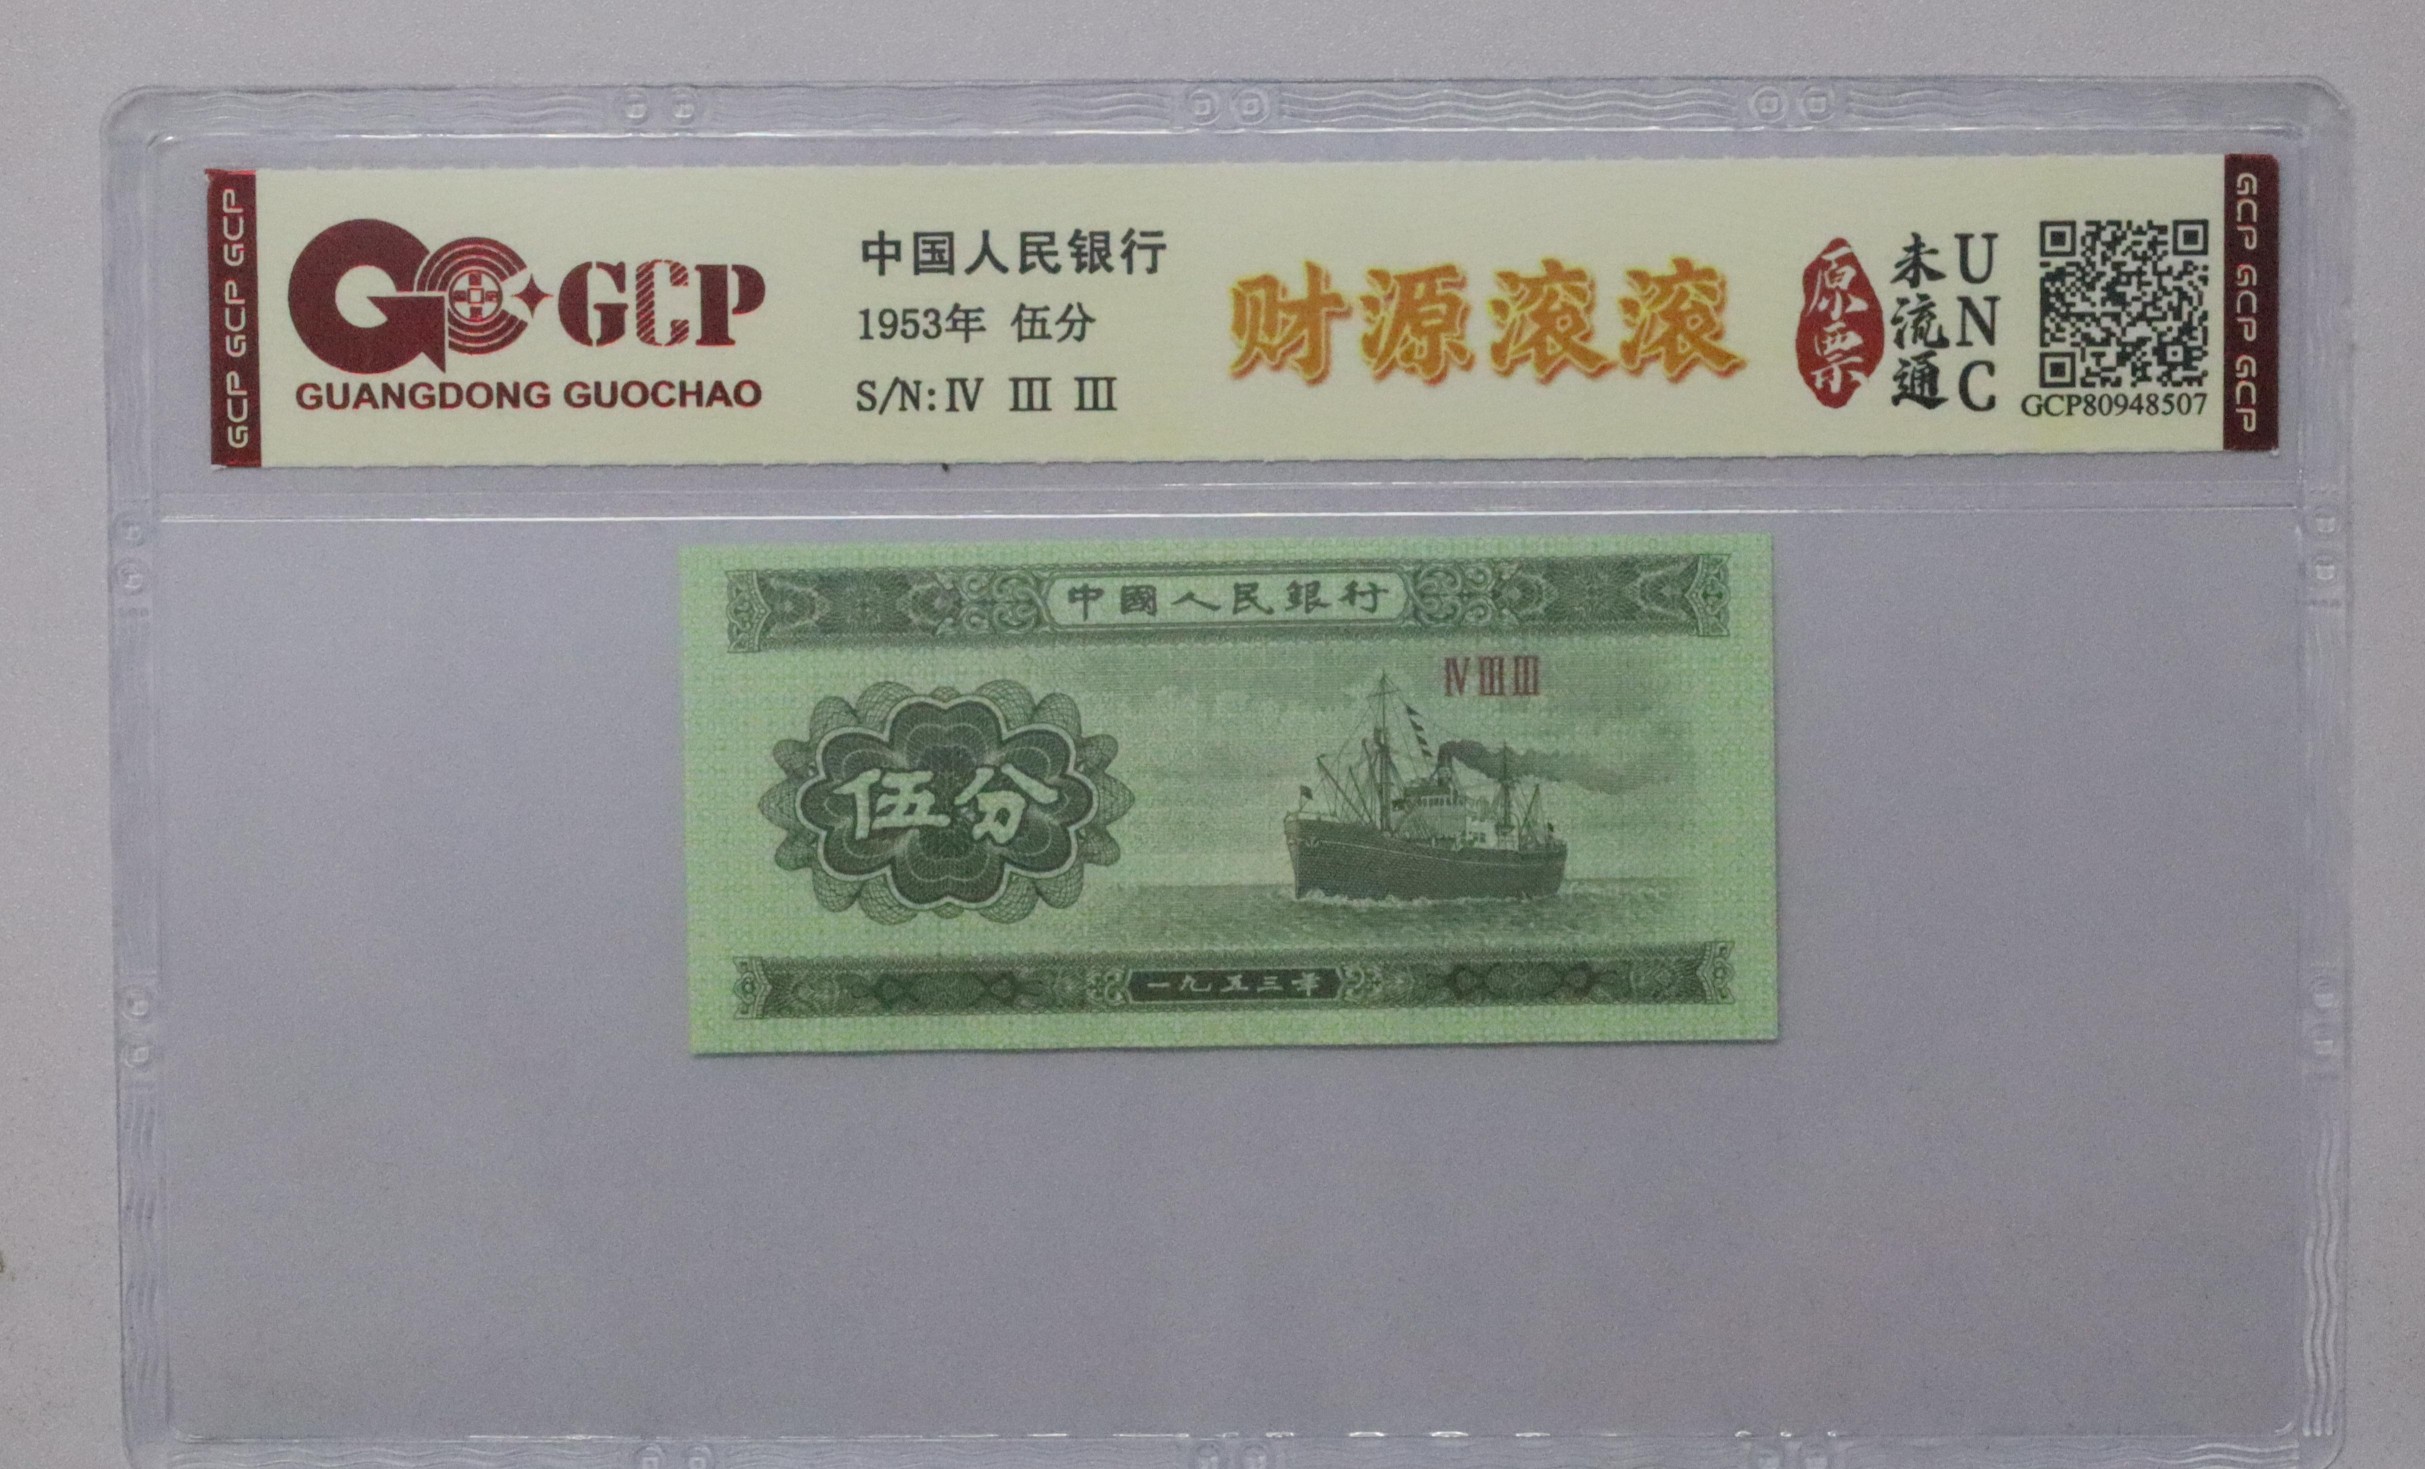 GCP GCP GCP
GCP
GUANGDONG GUOCHAO
中国人民银行
1953年 伍分
S/N: IV III III
财源滚滚
原票
未流通
UNC
GCP80948507
GCP GCP GCP
中國人民銀行
IV III III
伍分
一九五三年